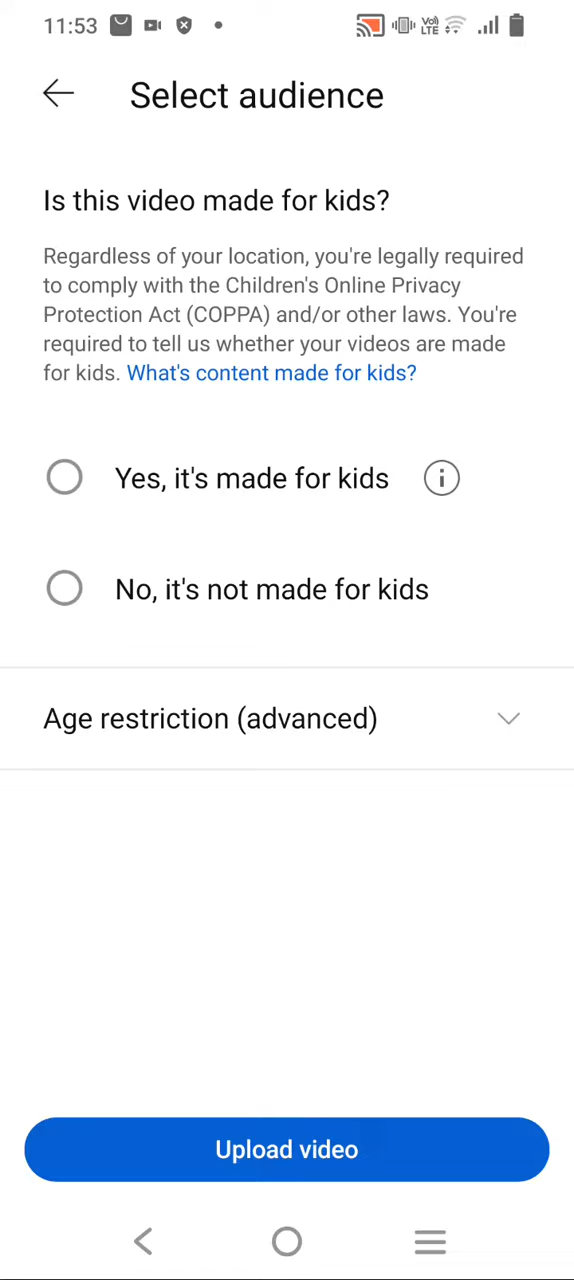 11:53
Vo) LTE
Select audience
Is this video made for kids?
Regardless of your location, you're legally required
to comply with the Children's Online Privacy
Protection Act (COPPA) and/or other laws. You're
required to tell us whether your videos are made
for kids. What's content made for kids?
Yes, it's made for kids
No, it's not made for kids
Age restriction (advanced)
Upload video